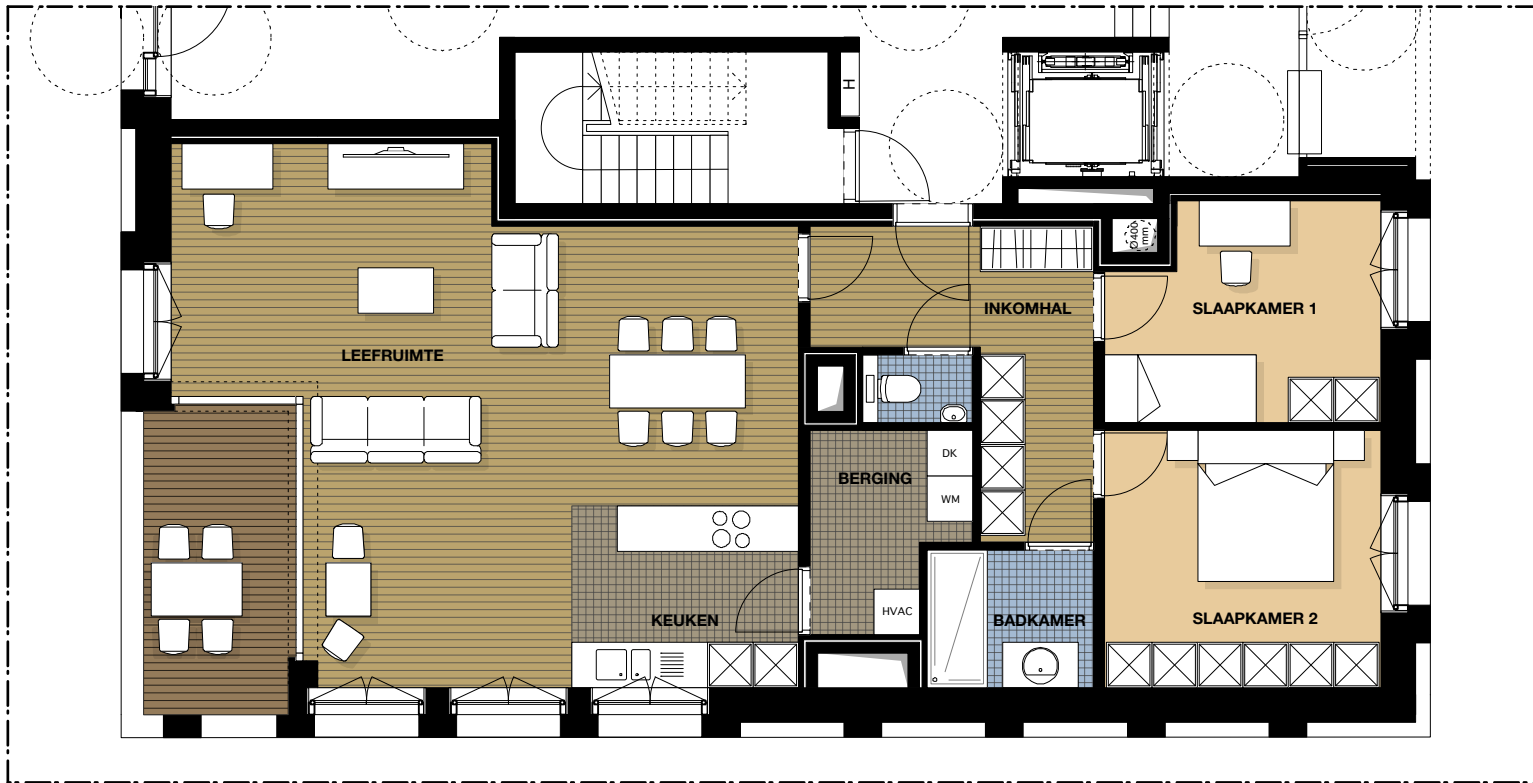 H
Ø400
mm
INKOMHAL
SLAAPKAMER 1
LEEFRUIMTE
DK
BERGING
WM
HVAC
KEUKEN
BADKAMER
SLAAPKAMER 2